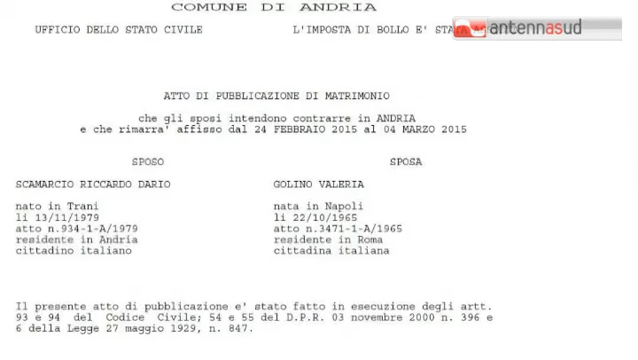 COMUNE DI ANDRIA
UFFICIO DELLO STATO CIVILE L'IMPOSTA DI BOLLO E' STATA
antennasud
ATTO DI PUBBLICAZIONE DI MATRIMONIO
che gli sposi intendono contrarre in ANDRIA
e che rimarra' affisso dal 24 FEBBRAIO 2015 al 04 MARZO 2015
SPOSO SPOSA
SCAMARCIO RICCARDO DARIO GOLINO VALERIA
nato in Trani nata in Napoli
li 13/11/1979 li 22/10/1965
atto n.934-1-A/1979 atto n.3471-1-A/1965
residente in Andria residente in Roma
cittadino italiano cittadina italiana
Il presente atto di pubblicazione e' stato fatto in esecuzione degli artt.
93 e 94 del Codice Civile; 54 e 55 del D.P.R. 03 novembre 2000 n. 396 e
6 della Legge 27 maggio 1929, n. 847.